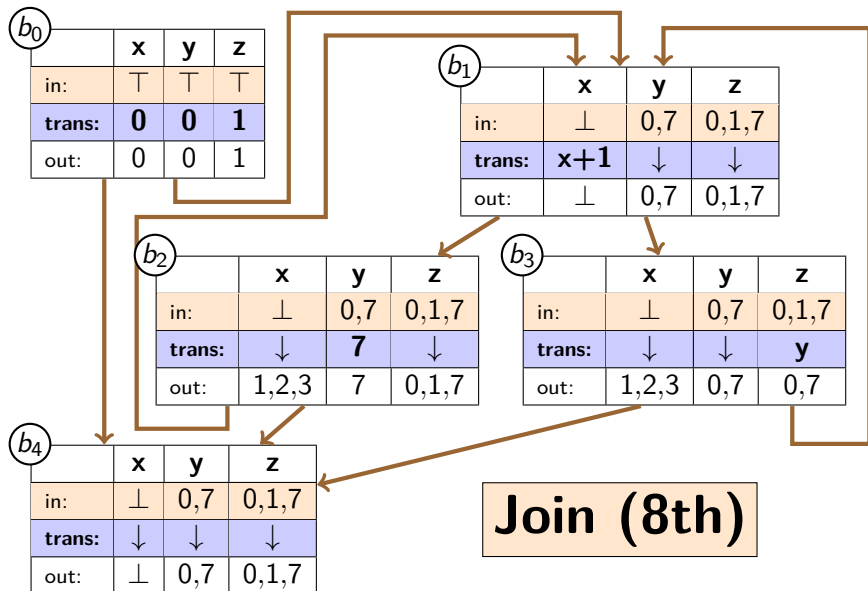 b0
x y z
in: ⊤ ⊤ ⊤
trans: 0 0 1
out: 0 0 1
b1
x y z
in: ⊥ 0,7 0,1,7
trans: x+1 ↓ ↓
out: ⊥ 0,7 0,1,7
b2
x y z
in: ⊥ 0,7 0,1,7
trans: ↓ 7 ↓
out: 1,2,3 7 0,1,7
b3
x y z
in: ⊥ 0,7 0,1,7
trans: ↓ ↓ y
out: 1,2,3 0,7 0,7
b4
x y z
in: ⊥ 0,7 0,1,7
trans: ↓ ↓ ↓
out: ⊥ 0,7 0,1,7
Join (8th)